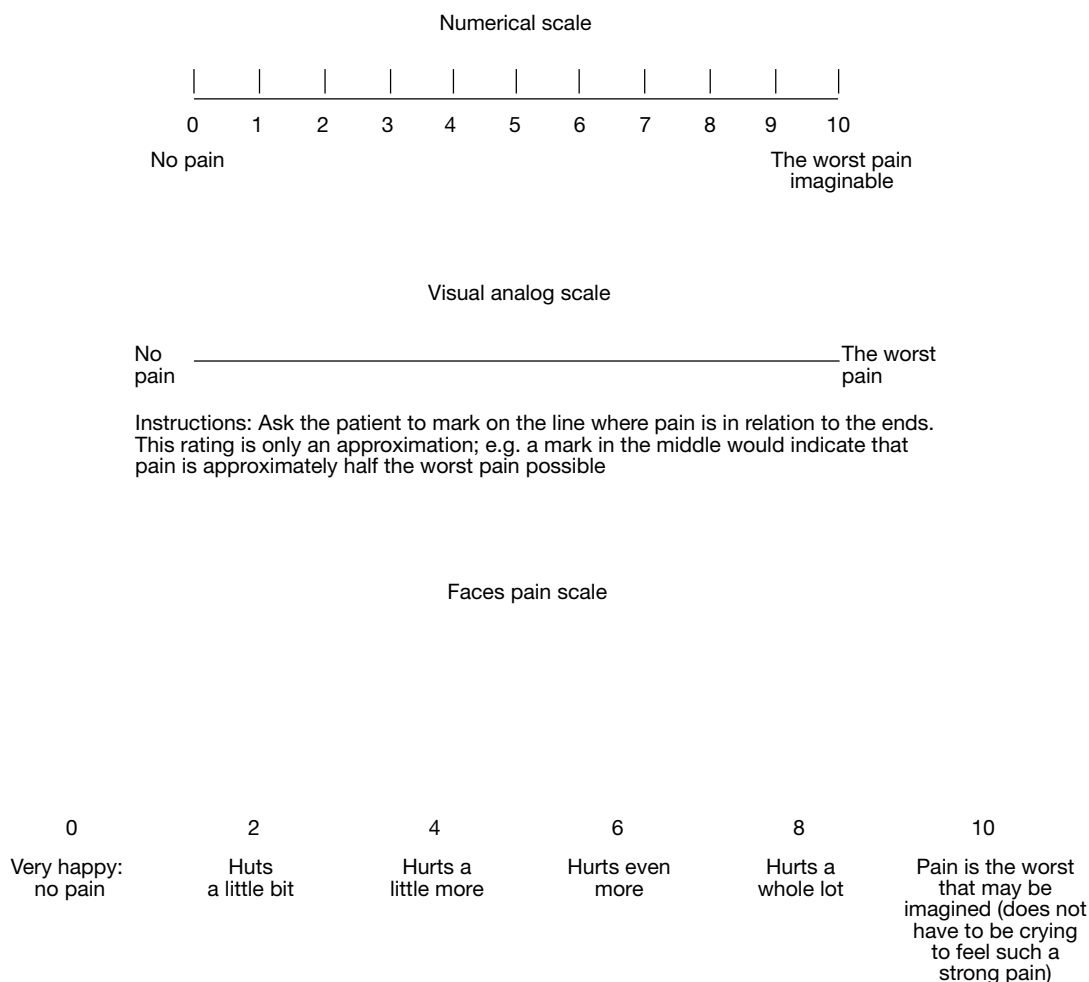 Numerical scale
0 1 2 3 4 5 6 7 8 9 10
No pain The worst pain
imaginable
Visual analog scale
No The worst
pain pain
Instructions: Ask the patient to mark on the line where pain is in relation to the ends.
This rating is only an approximation; e.g. a mark in the middle would indicate that
pain is approximately half the worst pain possible
Faces pain scale
0 2 4 6 8 10
Very happy:
no pain
Huts
a little bit
Hurts a
little more
Hurts even
more
Hurts a
whole lot
Pain is the worst
that may be
imagined (does not
have to be crying
to feel such a
strong pain)